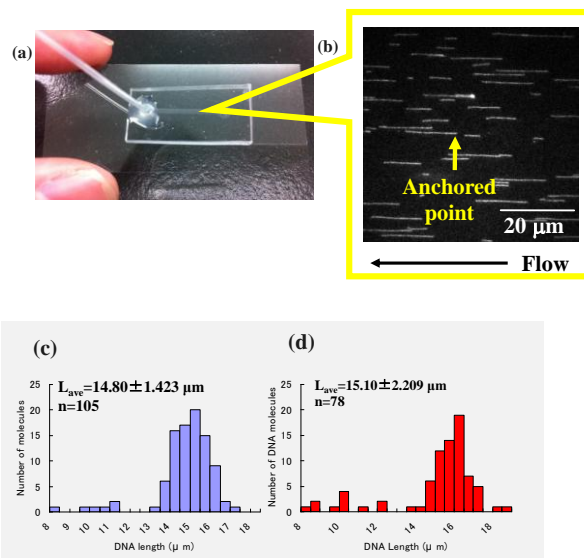 (a)
(b)
Anchored
point
20 μm
Flow
(c)
L_ave=14.80±1.423 μm
n=105
Number of molecules
25
20
15
10
5
0
8 9 10 11 12 13 14 15 16 17 18
DNA length (μ m)
(d)
L_ave=15.10±2.209 μm
n=78
Number of DNA molecules
25
20
15
10
5
0
8 10 12 14 16 18
DNA Length (μ m)